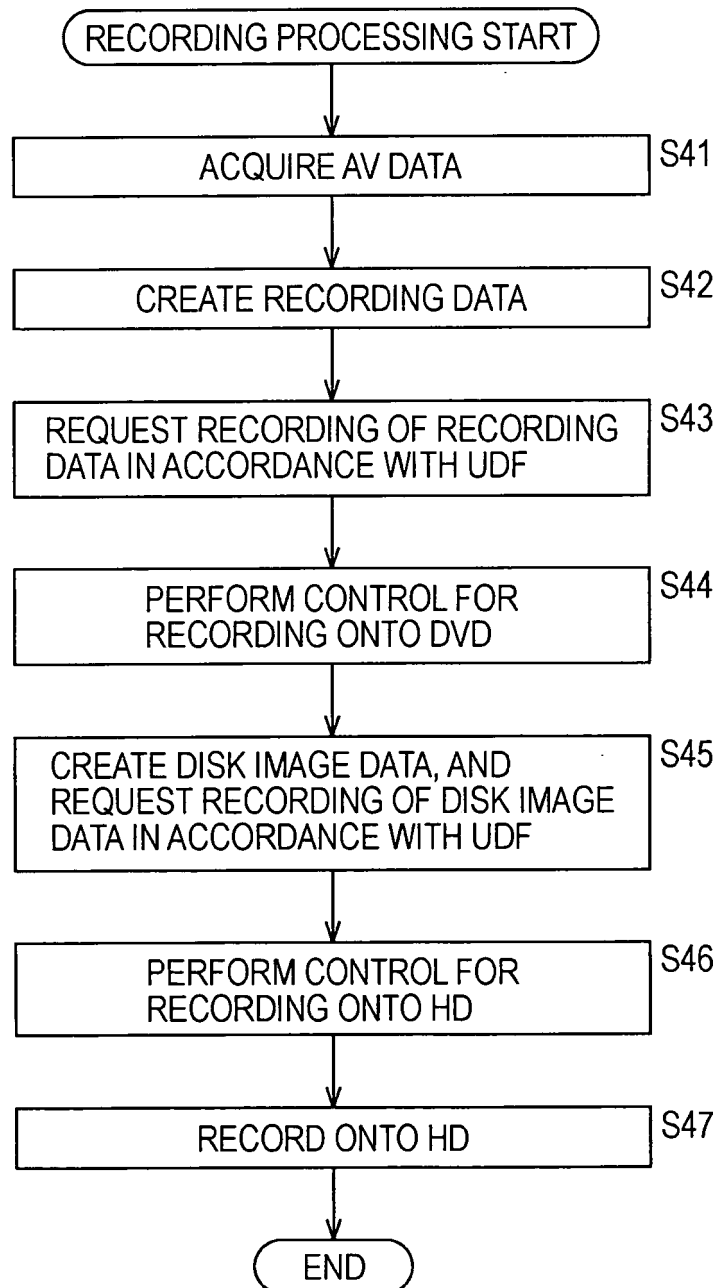 RECORDING PROCESSING START
S41
ACQUIRE AV DATA
S42
CREATE RECORDING DATA
S43
REQUEST RECORDING OF RECORDING
DATA IN ACCORDANCE WITH UDF
S44
PERFORM CONTROL FOR
RECORDING ONTO DVD
S45
CREATE DISK IMAGE DATA, AND
REQUEST RECORDING OF DISK IMAGE
DATA IN ACCORDANCE WITH UDF
S46
PERFORM CONTROL FOR
RECORDING ONTO HD
S47
RECORD ONTO HD
END